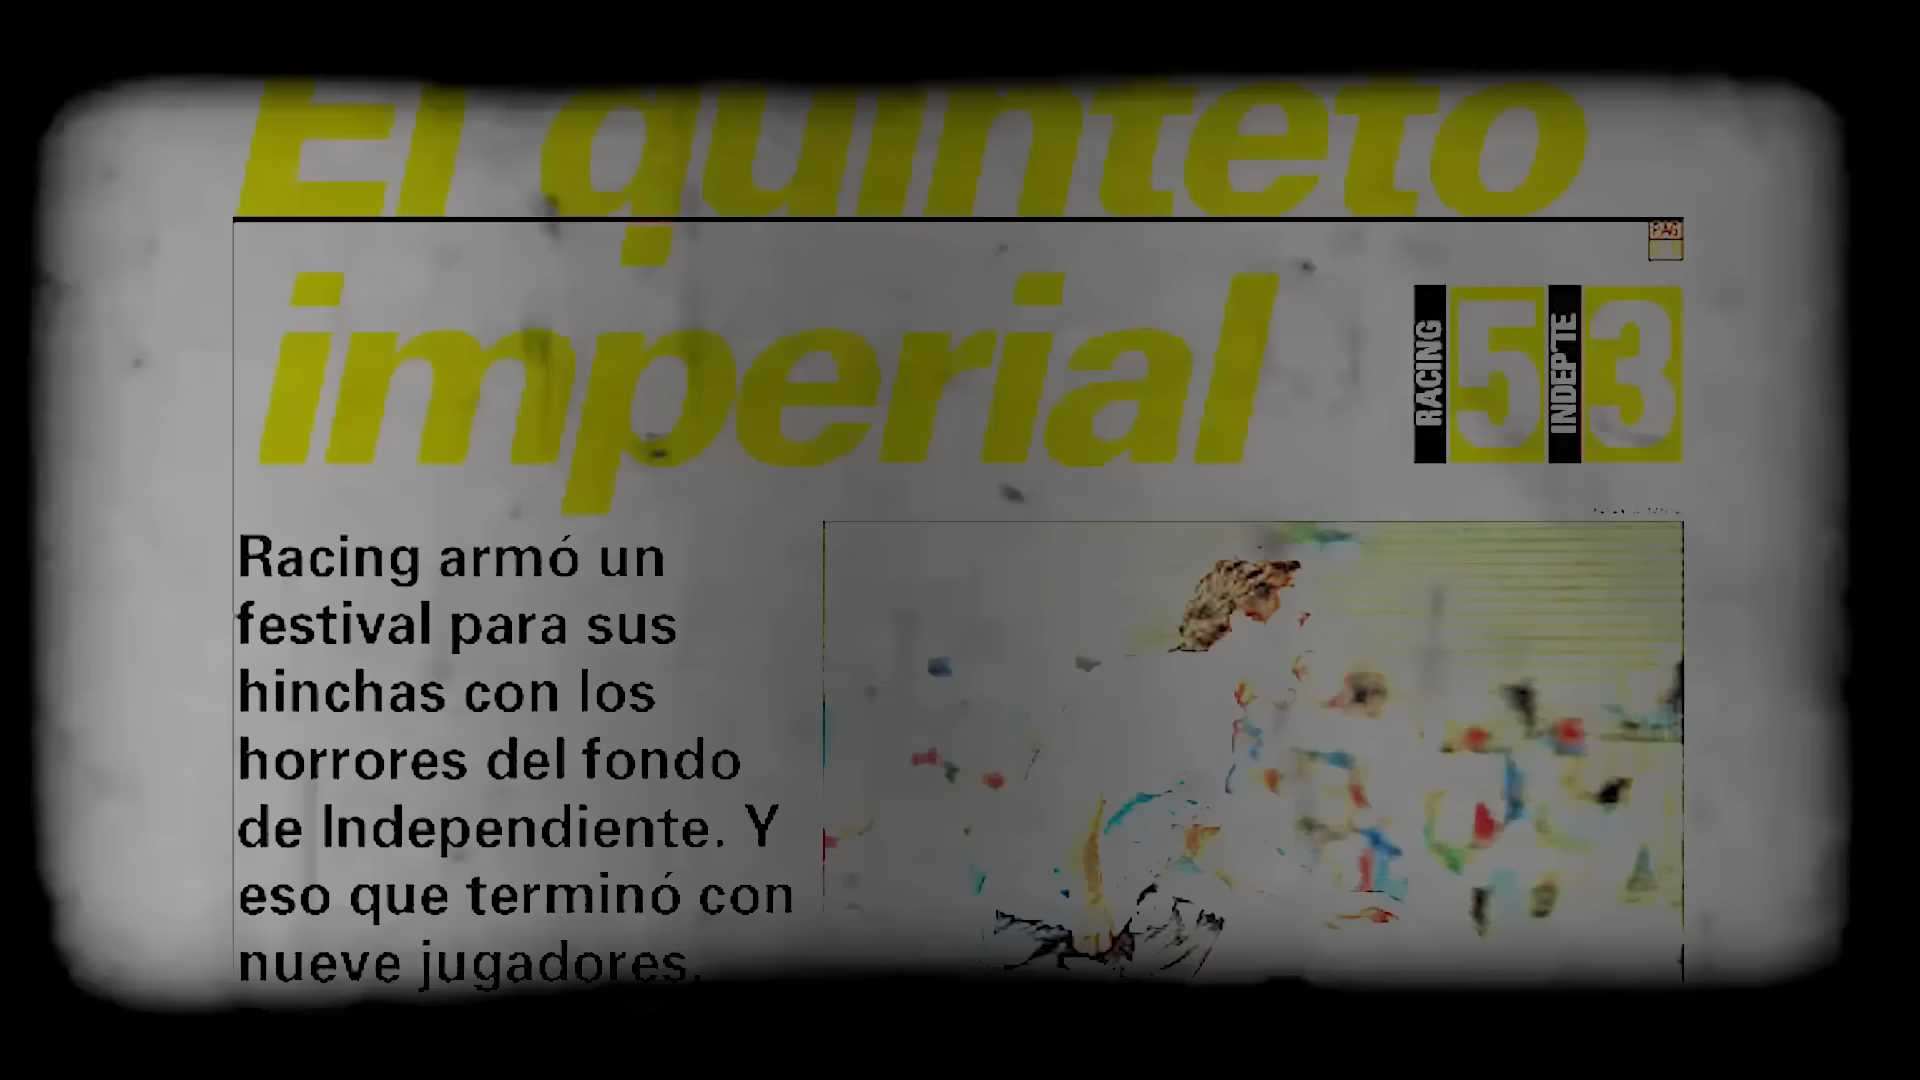 El quinteto
PAG
imperial
RACING 5 INDEP'TE 3
Racing armó un
festival para sus
hinchas con los
horrores del fondo
de Independiente. Y
eso que terminó con
nueve jugadores.